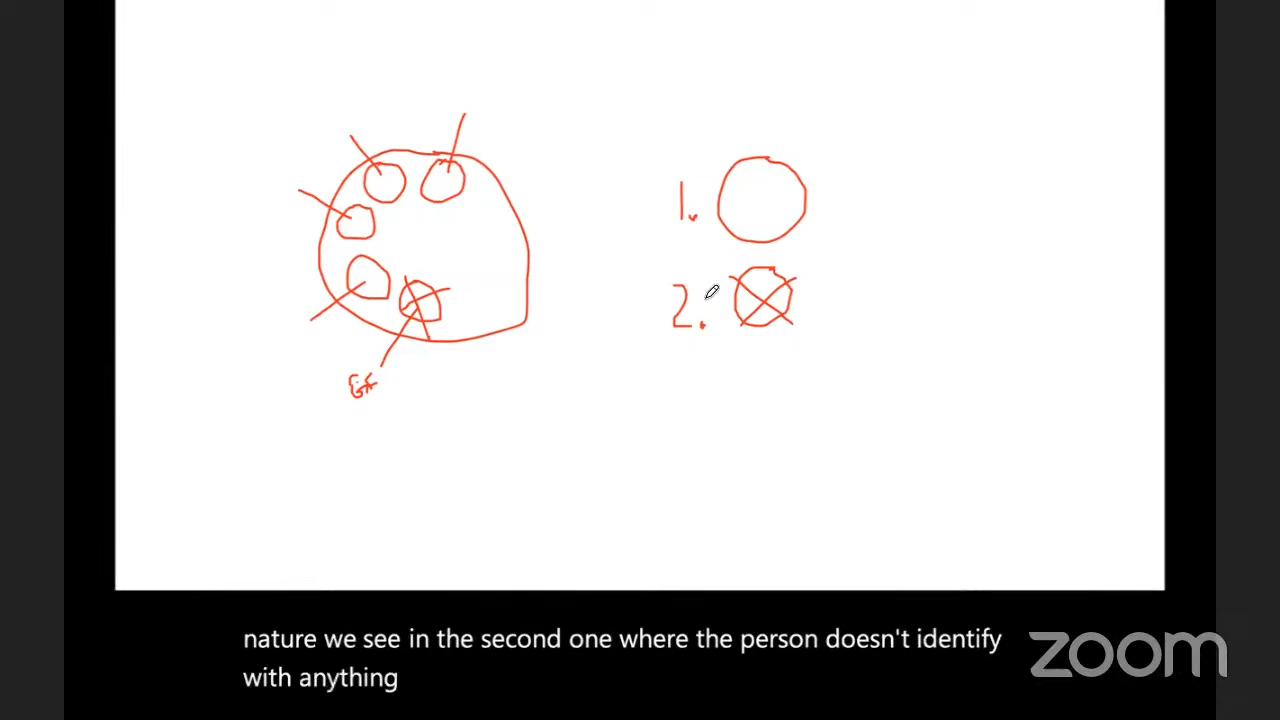 1.
2.
nature we see in the second one where the person doesn't identify
with anything
zoom